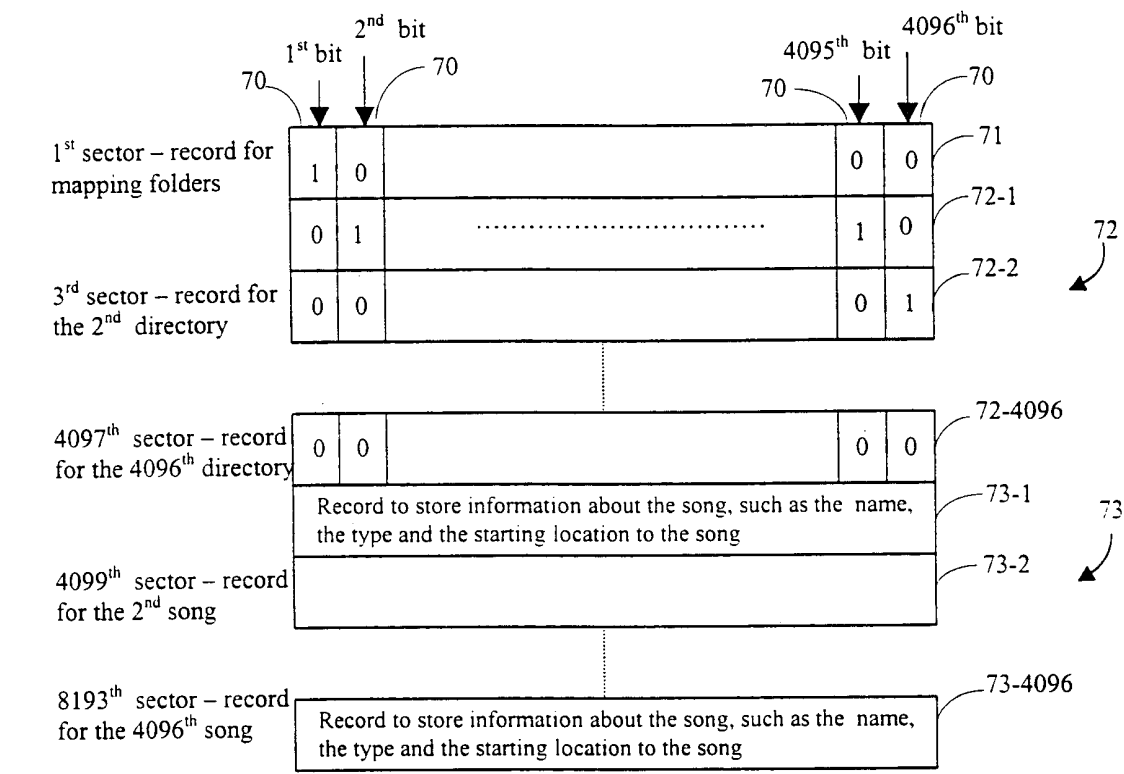 1st bit
2nd bit
4095th bit
4096th bit
70
70
70
70
1st sector – record for
mapping folders
1 0 0 0
71
0 1 ............................... 1 0
72-1
72
3rd sector – record for
the 2nd directory
0 0 0 1
72-2
4097th sector – record
for the 4096th directory
0 0 0 0
72-4096
Record to store information about the song, such as the name,
the type and the starting location to the song
73-1
73
4099th sector – record
for the 2nd song
73-2
8193th sector – record
for the 4096th song
Record to store information about the song, such as the name,
the type and the starting location to the song
73-4096